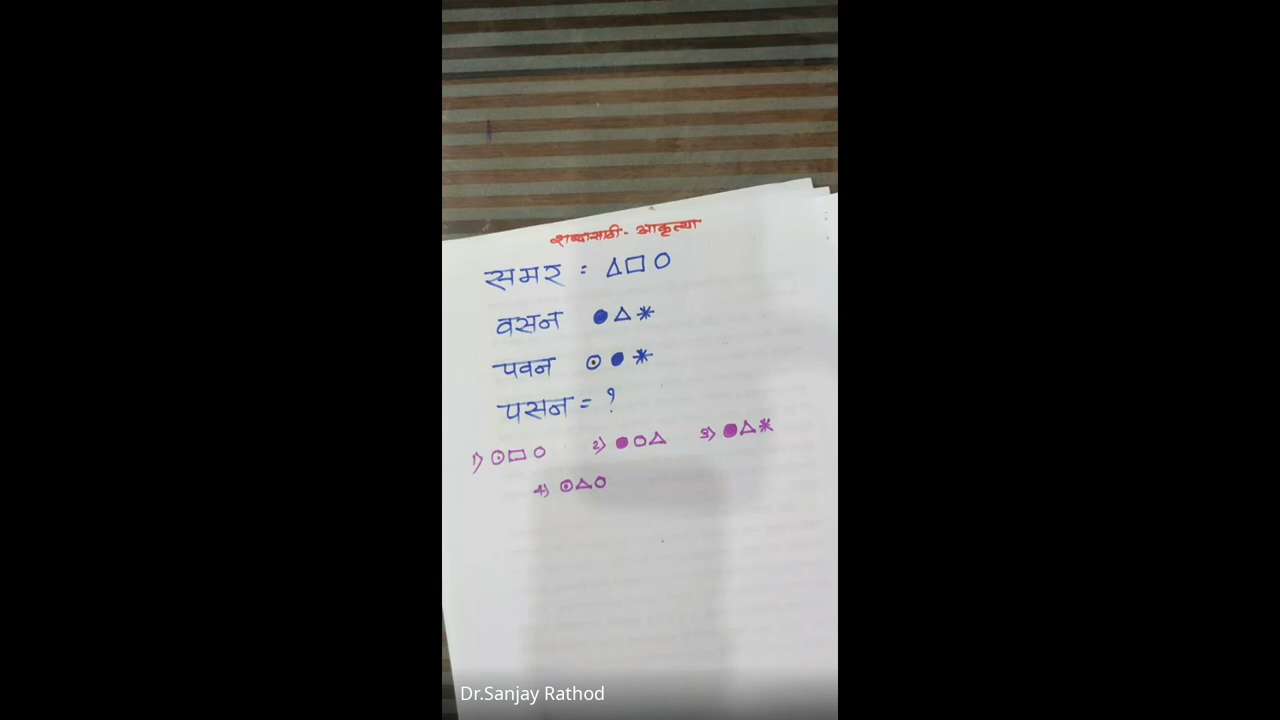 शब्दासाठी - आकृत्या
समर : △□○
वसन ●△*
पवन ⊙●*
पसन = ?
1) ⊙□○ 2) ●○△ 3) ●△*
4) ⊙△○
Dr.Sanjay Rathod